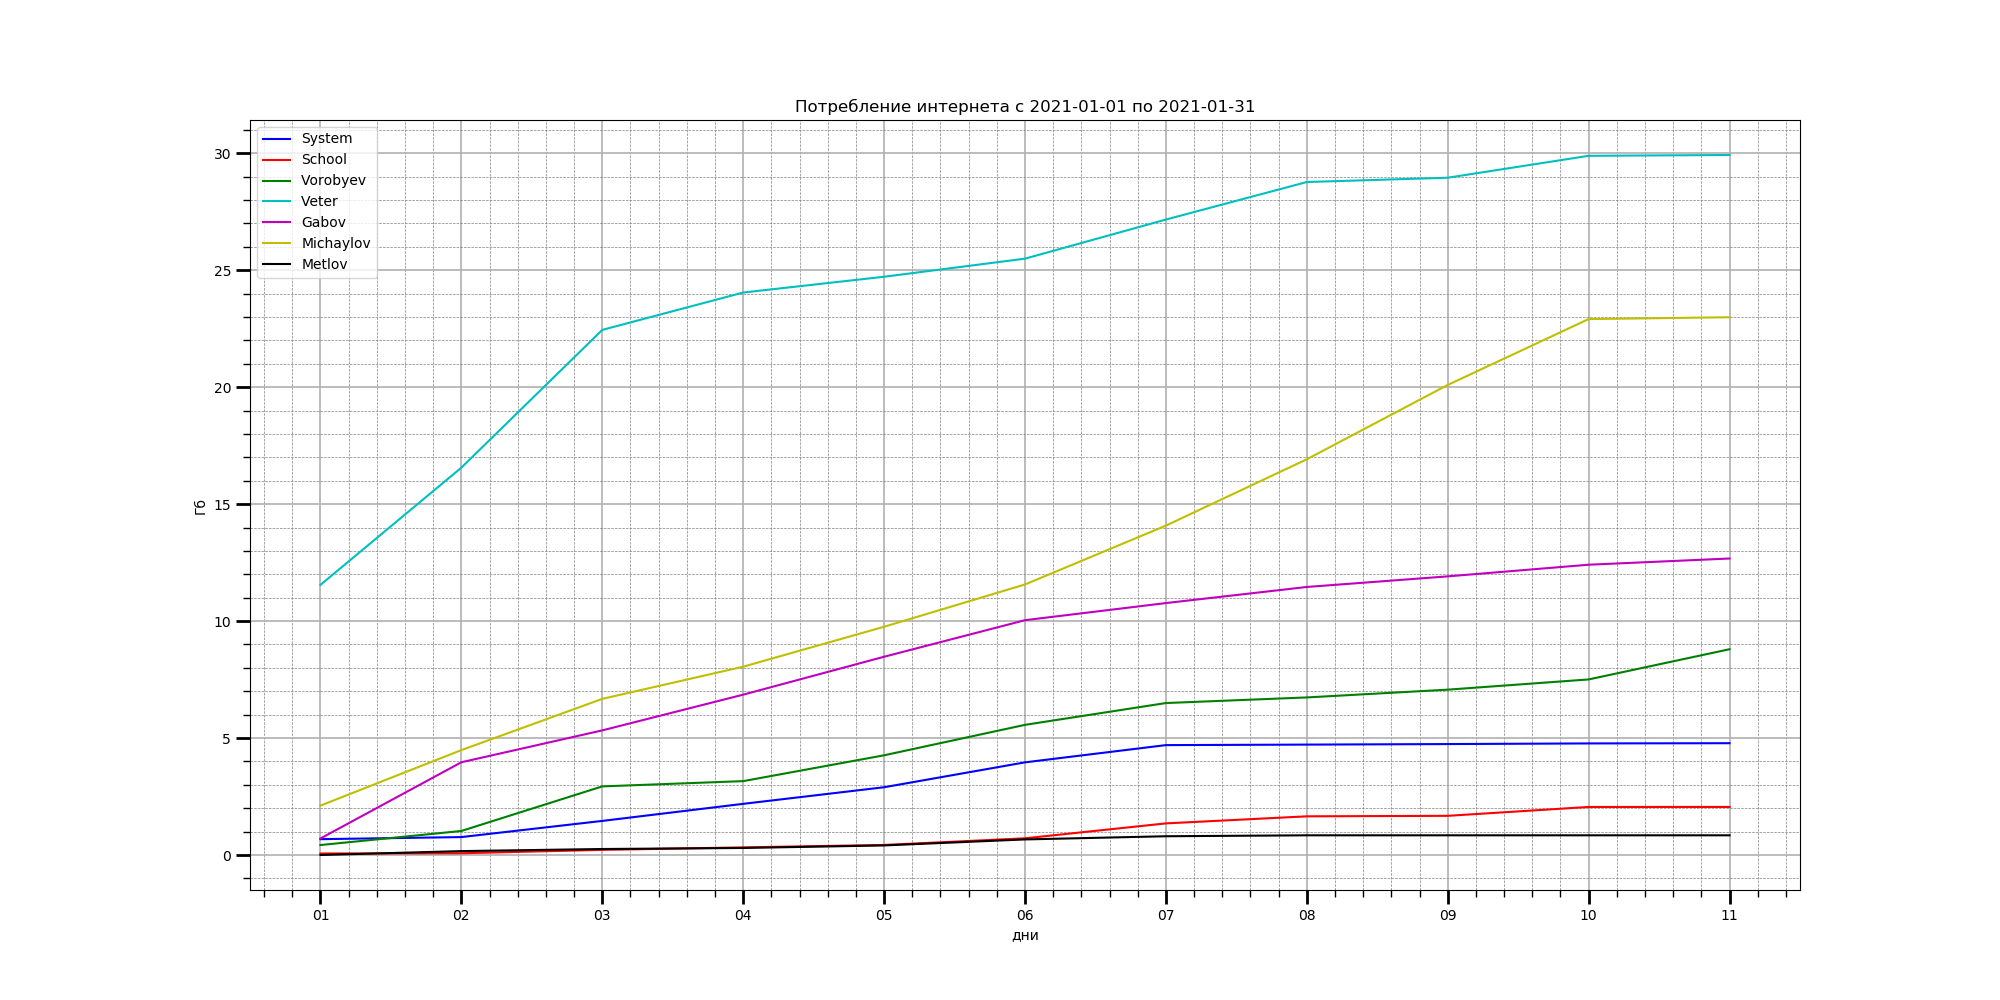 Потребление интернета с 2021-01-01 по 2021-01-31
System
School
Vorobyev
Veter
Gabov
Michaylov
Metlov
30
25
20
15
10
5
0
Гб
01 02 03 04 05 06 07 08 09 10 11
дни